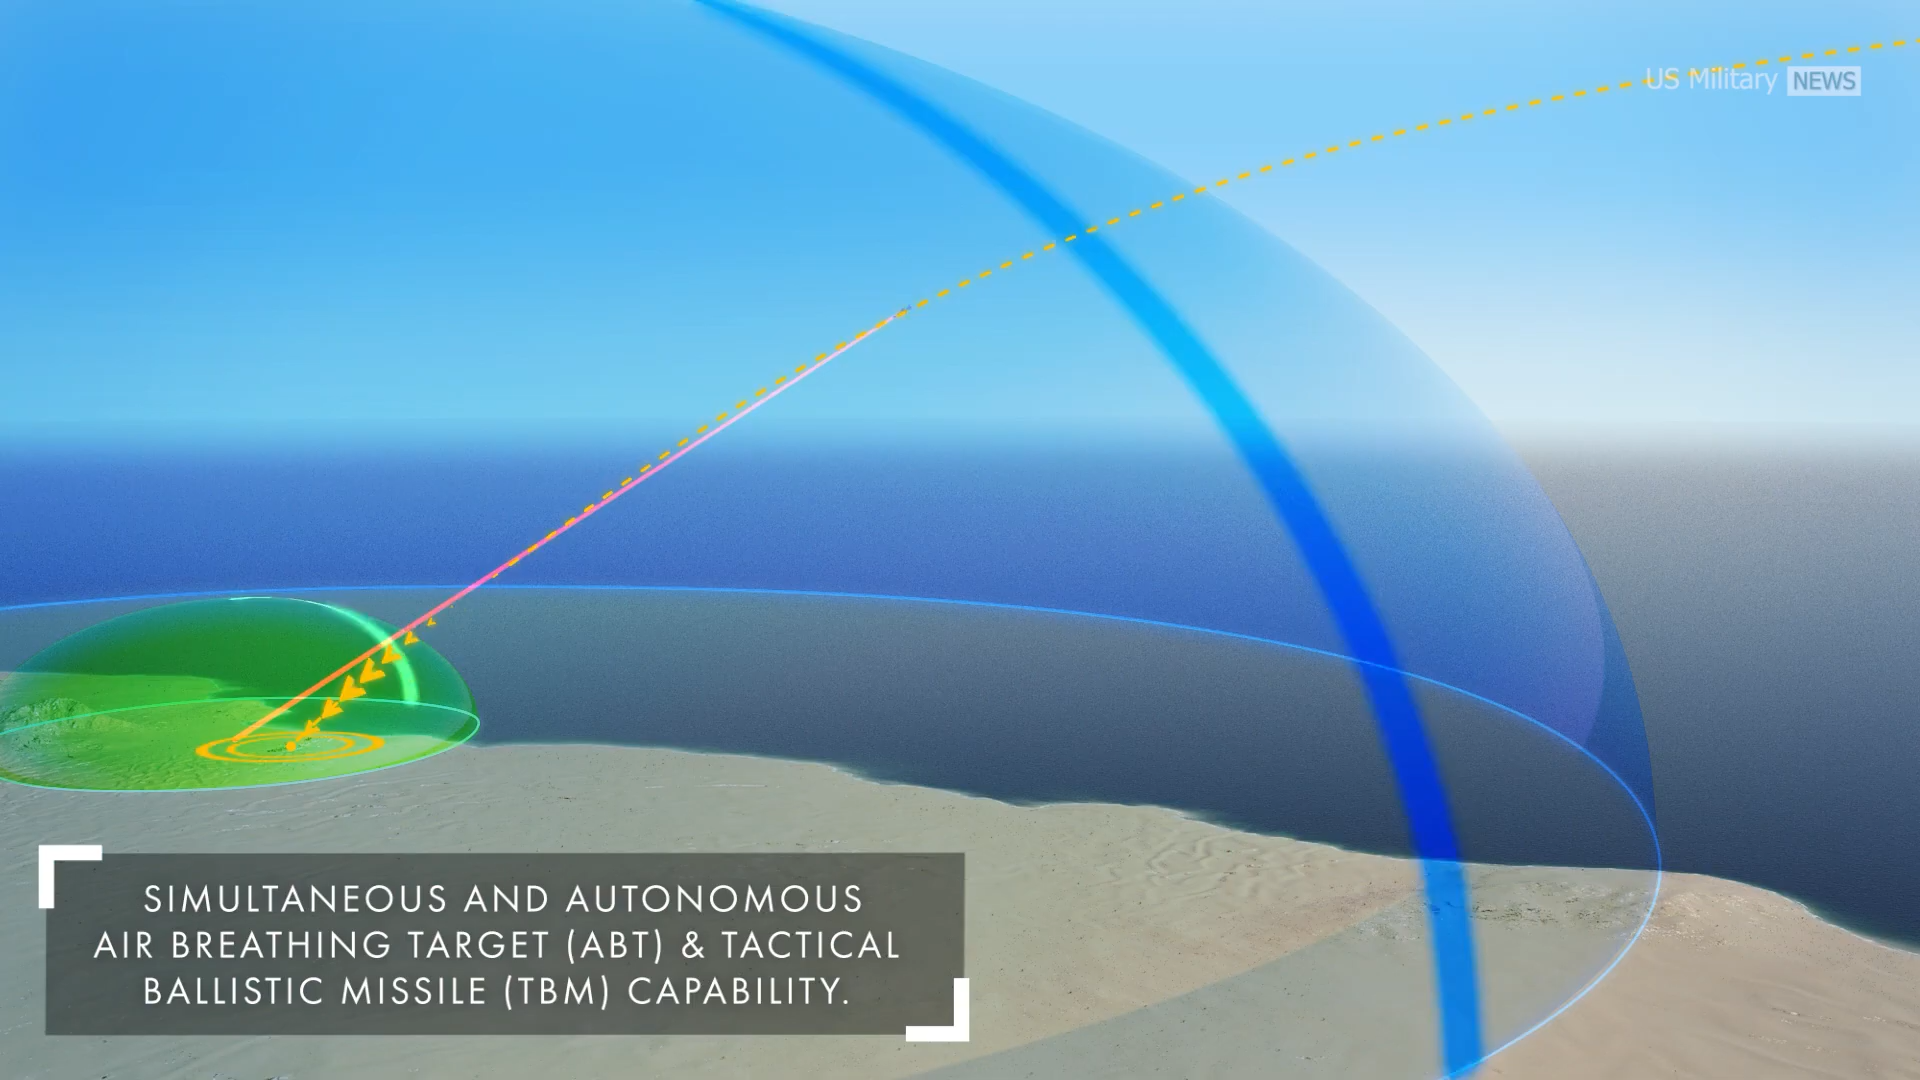 US Military NEWS
SIMULTANEOUS AND AUTONOMOUS
AIR BREATHING TARGET (ABT) & TACTICAL
BALLISTIC MISSILE (TBM) CAPABILITY.